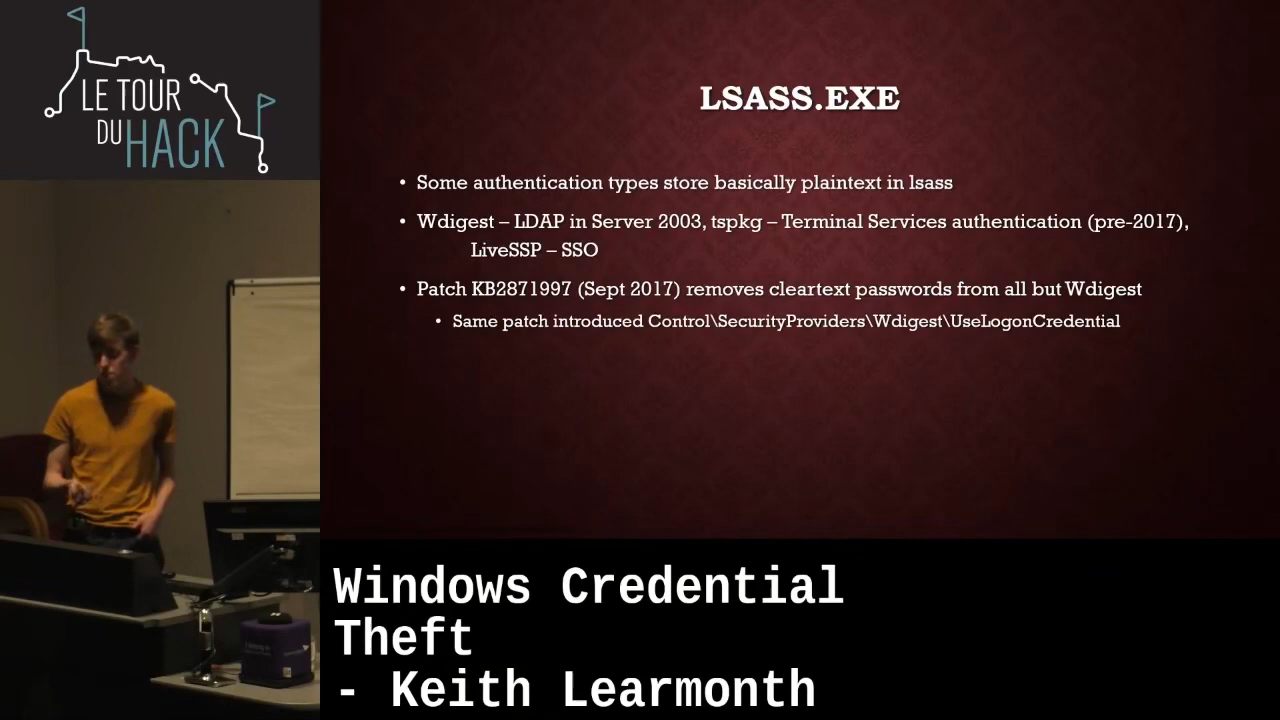 LE TOUR
DU HACK
LSASS.EXE
• Some authentication types store basically plaintext in lsass
• Wdigest – LDAP in Server 2003, tspkg – Terminal Services authentication (pre-2017),
LiveSSP – SSO
• Patch KB2871997 (Sept 2017) removes cleartext passwords from all but Wdigest
• Same patch introduced Control\SecurityProviders\Wdigest\UseLogonCredential
Windows Credential
Theft
- Keith Learmonth